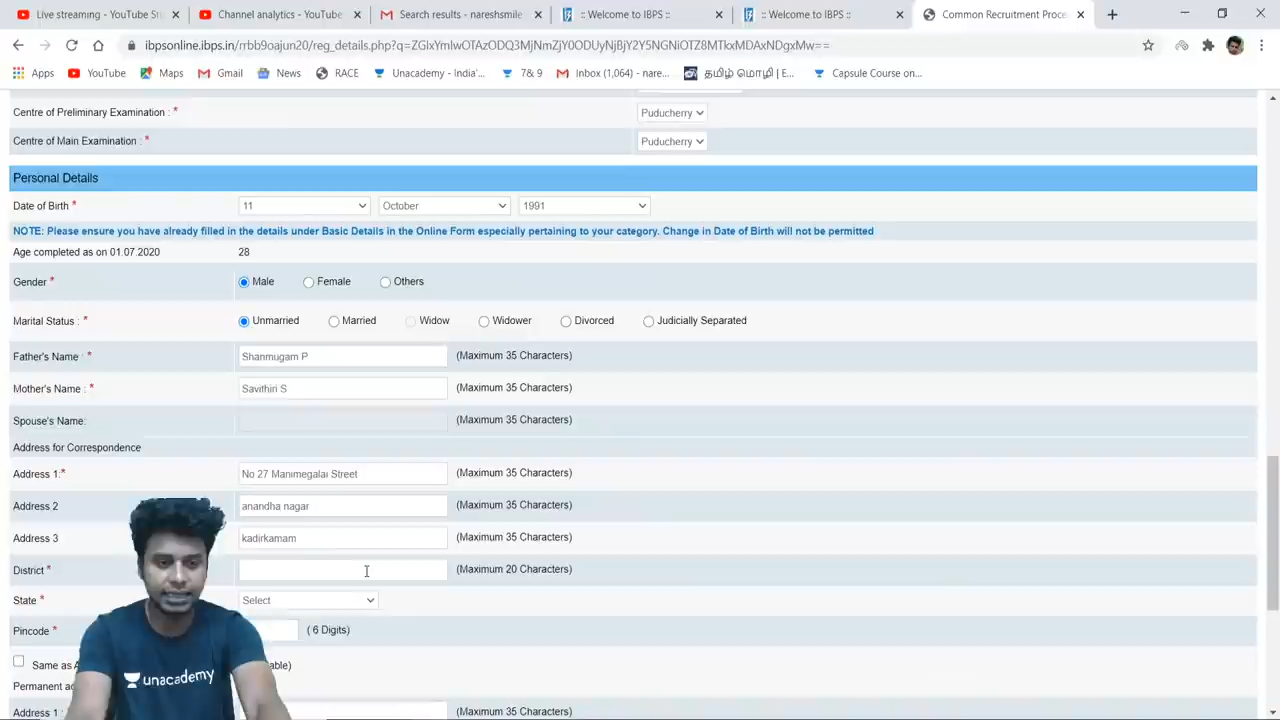 Live streaming - YouTube St
Channel analytics - YouTube
Search results - nareshsmile
:: Welcome to IBPS ::
:: Welcome to IBPS ::
Common Recruitment Proce
ibpsonline.ibps.in/rrbb9oajun20/reg_details.php?q=ZGlxYmIwOTAzODQ3MjNmZjY0ODUyNjBjY2Y5NGNiOTZ8MTkxMDAxNDgxMw==
Apps
YouTube
Maps
Gmail
News
RACE
Unacademy - India'...
7& 9
Inbox (1,064) - nare...
தமிழ் மொழி | E...
Capsule Course on...
Centre of Preliminary Examination : *
Puducherry
Centre of Main Examination : *
Puducherry
Personal Details
Date of Birth *
11
October
1991
NOTE: Please ensure you have already filled in the details under Basic Details in the Online Form especially pertaining to your category. Change in Date of Birth will not be permitted
Age completed as on 01.07.2020
28
Gender *
Male
Female
Others
Marital Status : *
Unmarried
Married
Widow
Widower
Divorced
Judicially Separated
Father's Name : *
Shanmugam P
(Maximum 35 Characters)
Mother's Name : *
Savithiri S
(Maximum 35 Characters)
Spouse's Name:
(Maximum 35 Characters)
Address for Correspondence
Address 1:*
No 27 Manimegalai Street
(Maximum 35 Characters)
Address 2
anandha nagar
(Maximum 35 Characters)
Address 3
kadirkamam
(Maximum 35 Characters)
District *
(Maximum 20 Characters)
State *
Select
Pincode *
( 6 Digits)
Same as A
able)
Permanent ad
Address 1
(Maximum 35 Characters)
unacademy